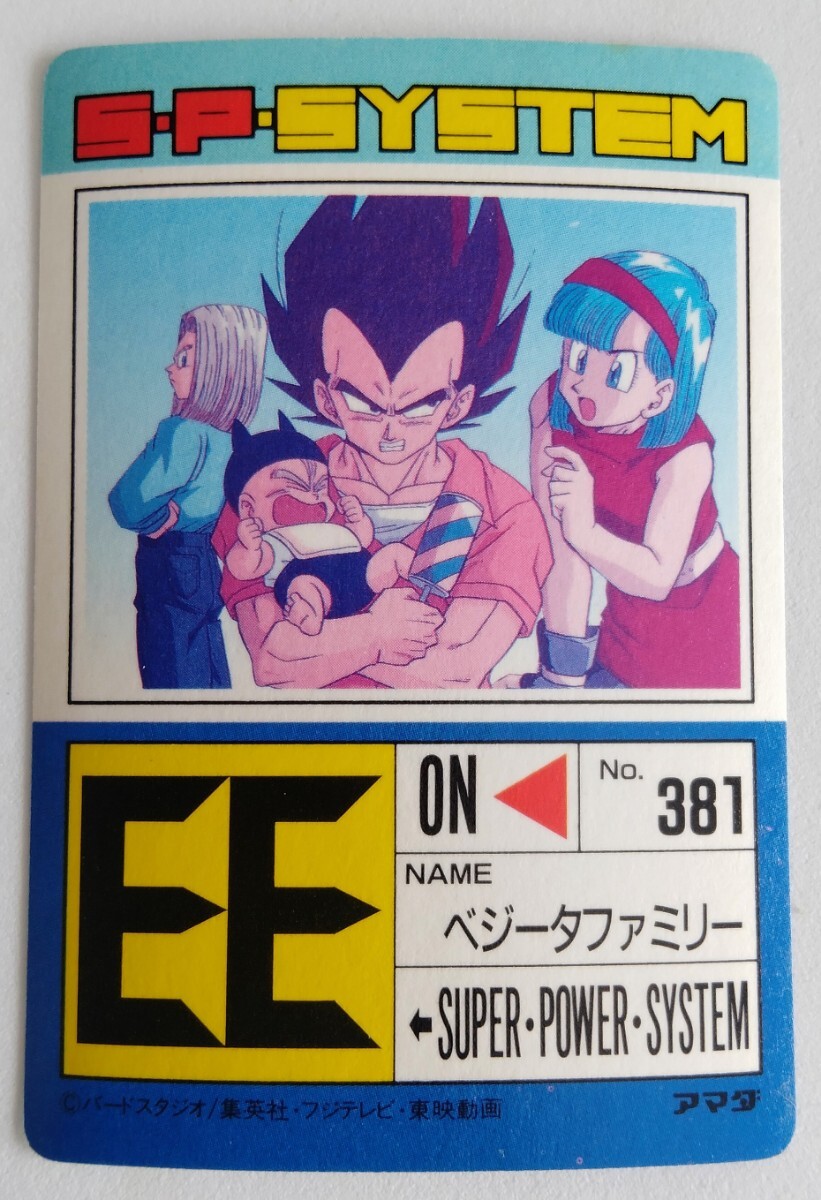 S・P・SYSTEM
EE
ON
No. 381
NAME
ベジータファミリー
←SUPER・POWER・SYSTEM
©バードスタジオ/集英社・フジテレビ・東映動画
アマダ